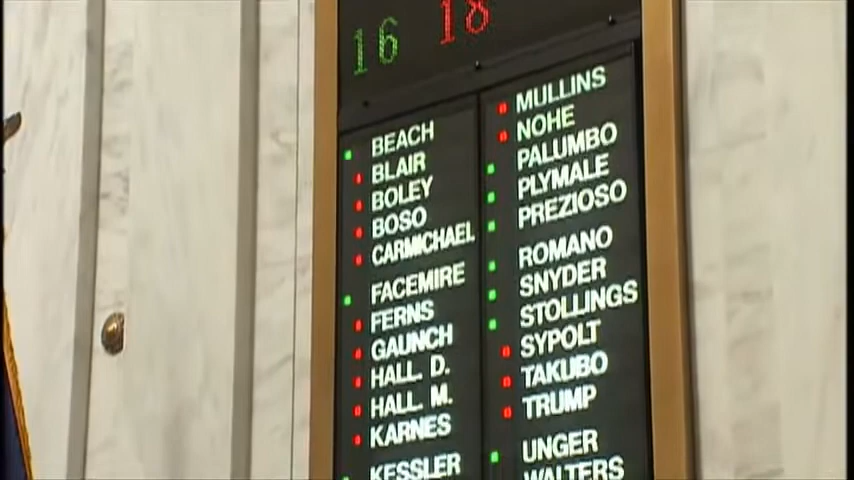 16 18
BEACH
BLAIR
BOLEY
BOSO
CARMICHAEL
FACEMIRE
FERNS
GAUNCH
HALL. D.
HALL. M.
KARNES
KESSLER
MULLINS
NOHE
PALUMBO
PLYMALE
PREZIOSO
ROMANO
SNYDER
STOLLINGS
SYPOLT
TAKUBO
TRUMP
UNGER
WALTERS